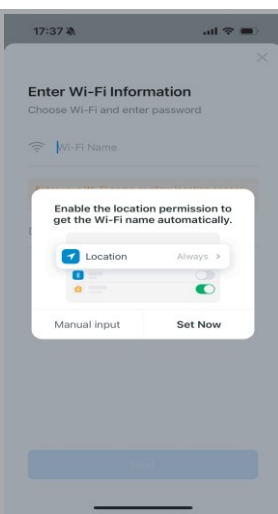 17:37
Enter Wi-Fi Information
Choose Wi-Fi and enter password
Wi-Fi Name
Enable the location permission to
get the Wi-Fi name automatically.
Location Always >
Manual input Set Now
Next